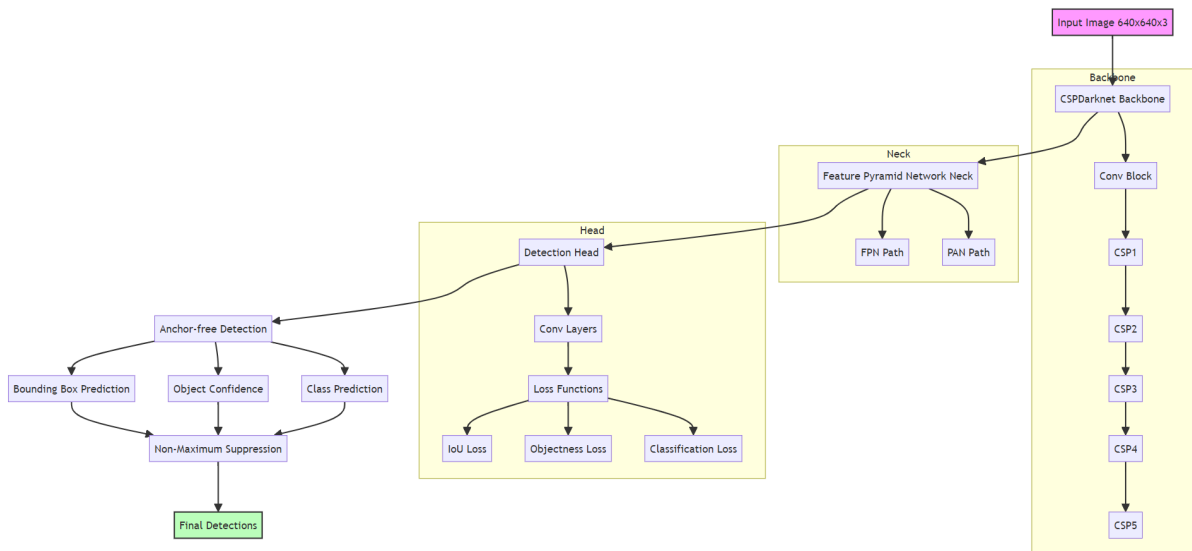 Input Image 640x640x3
Backbone
CSPDarknet Backbone
Neck
Feature Pyramid Network Neck
Conv Block
Head
Detection Head
FPN Path
PAN Path
CSP1
Anchor-free Detection
Conv Layers
CSP2
Bounding Box Prediction
Object Confidence
Class Prediction
Loss Functions
CSP3
Non-Maximum Suppression
IoU Loss
Objectness Loss
Classification Loss
CSP4
Final Detections
CSP5